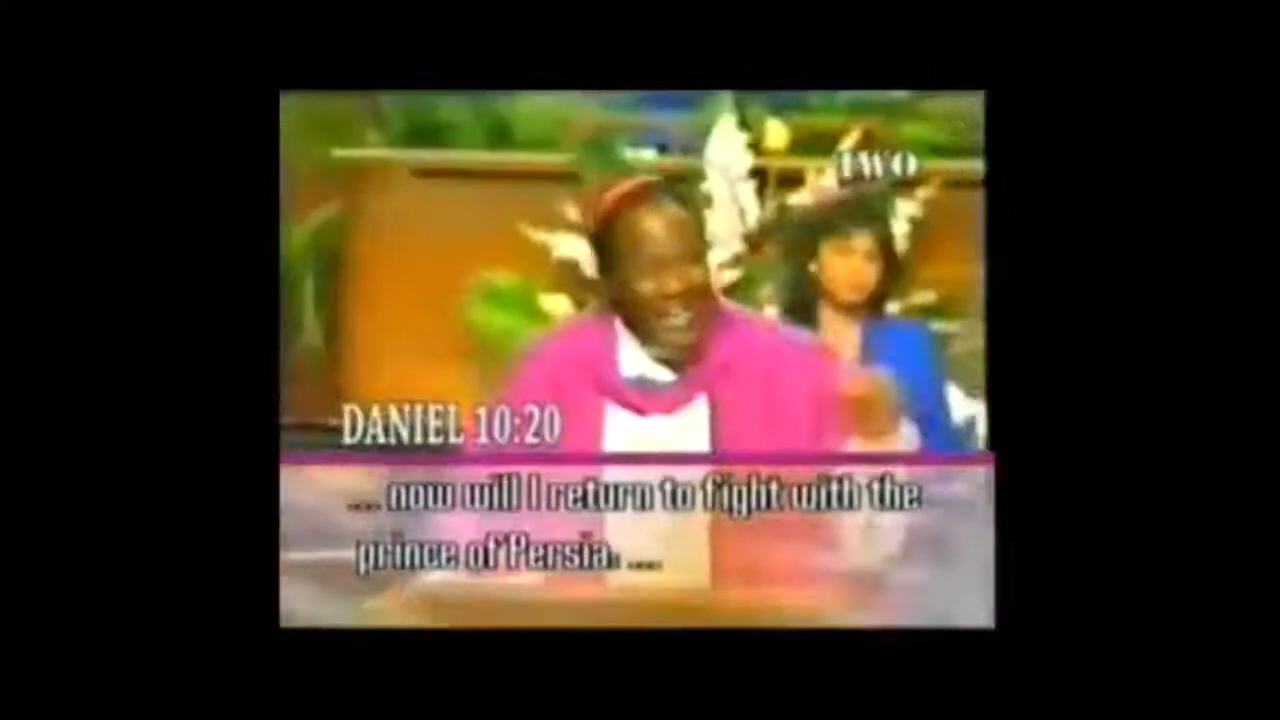 TWO
DANIEL 10:20
.... now will I return to fight with the
prince of Persia: ....